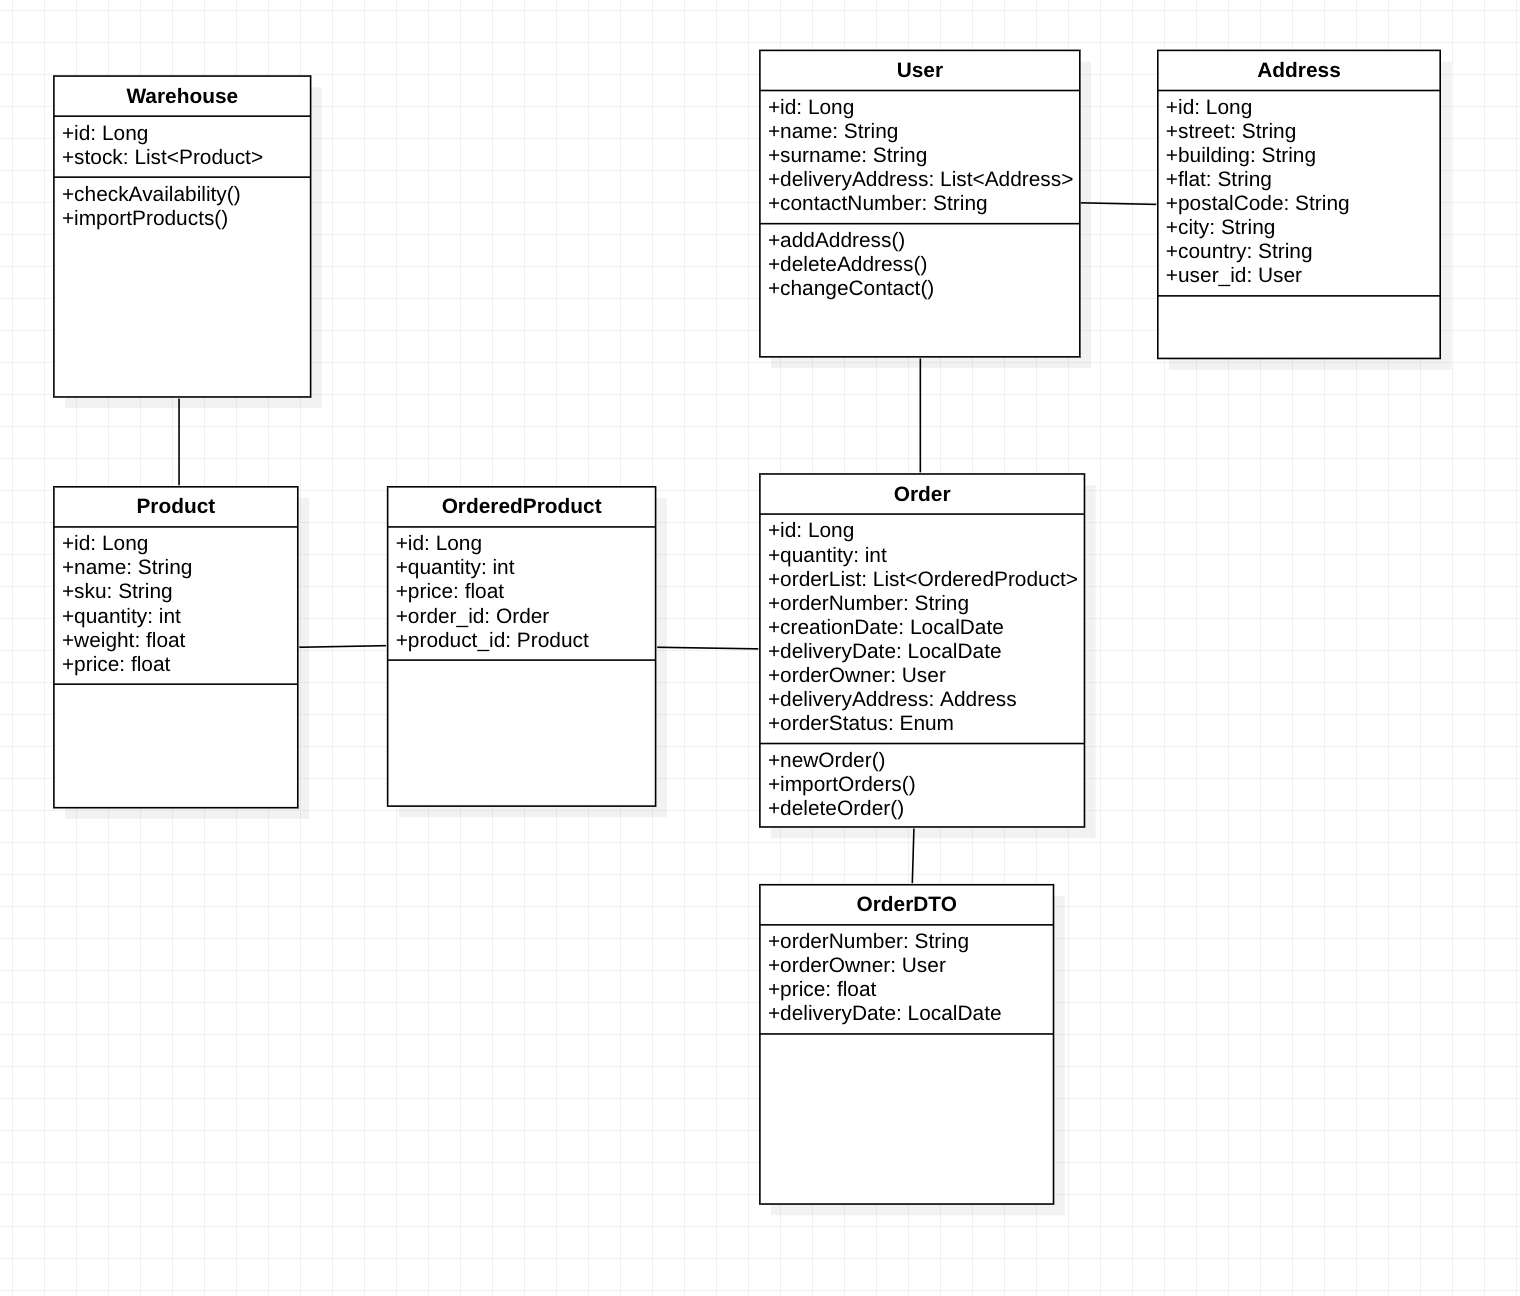 Warehouse
+id: Long
+stock: List<Product>
+checkAvailability()
+importProducts()
User
+id: Long
+name: String
+surname: String
+deliveryAddress: List<Address>
+contactNumber: String
+addAddress()
+deleteAddress()
+changeContact()
Address
+id: Long
+street: String
+building: String
+flat: String
+postalCode: String
+city: String
+country: String
+user_id: User
Product
+id: Long
+name: String
+sku: String
+quantity: int
+weight: float
+price: float
OrderedProduct
+id: Long
+quantity: int
+price: float
+order_id: Order
+product_id: Product
Order
+id: Long
+quantity: int
+orderList: List<OrderedProduct>
+orderNumber: String
+creationDate: LocalDate
+deliveryDate: LocalDate
+orderOwner: User
+deliveryAddress: Address
+orderStatus: Enum
+newOrder()
+importOrders()
+deleteOrder()
OrderDTO
+orderNumber: String
+orderOwner: User
+price: float
+deliveryDate: LocalDate